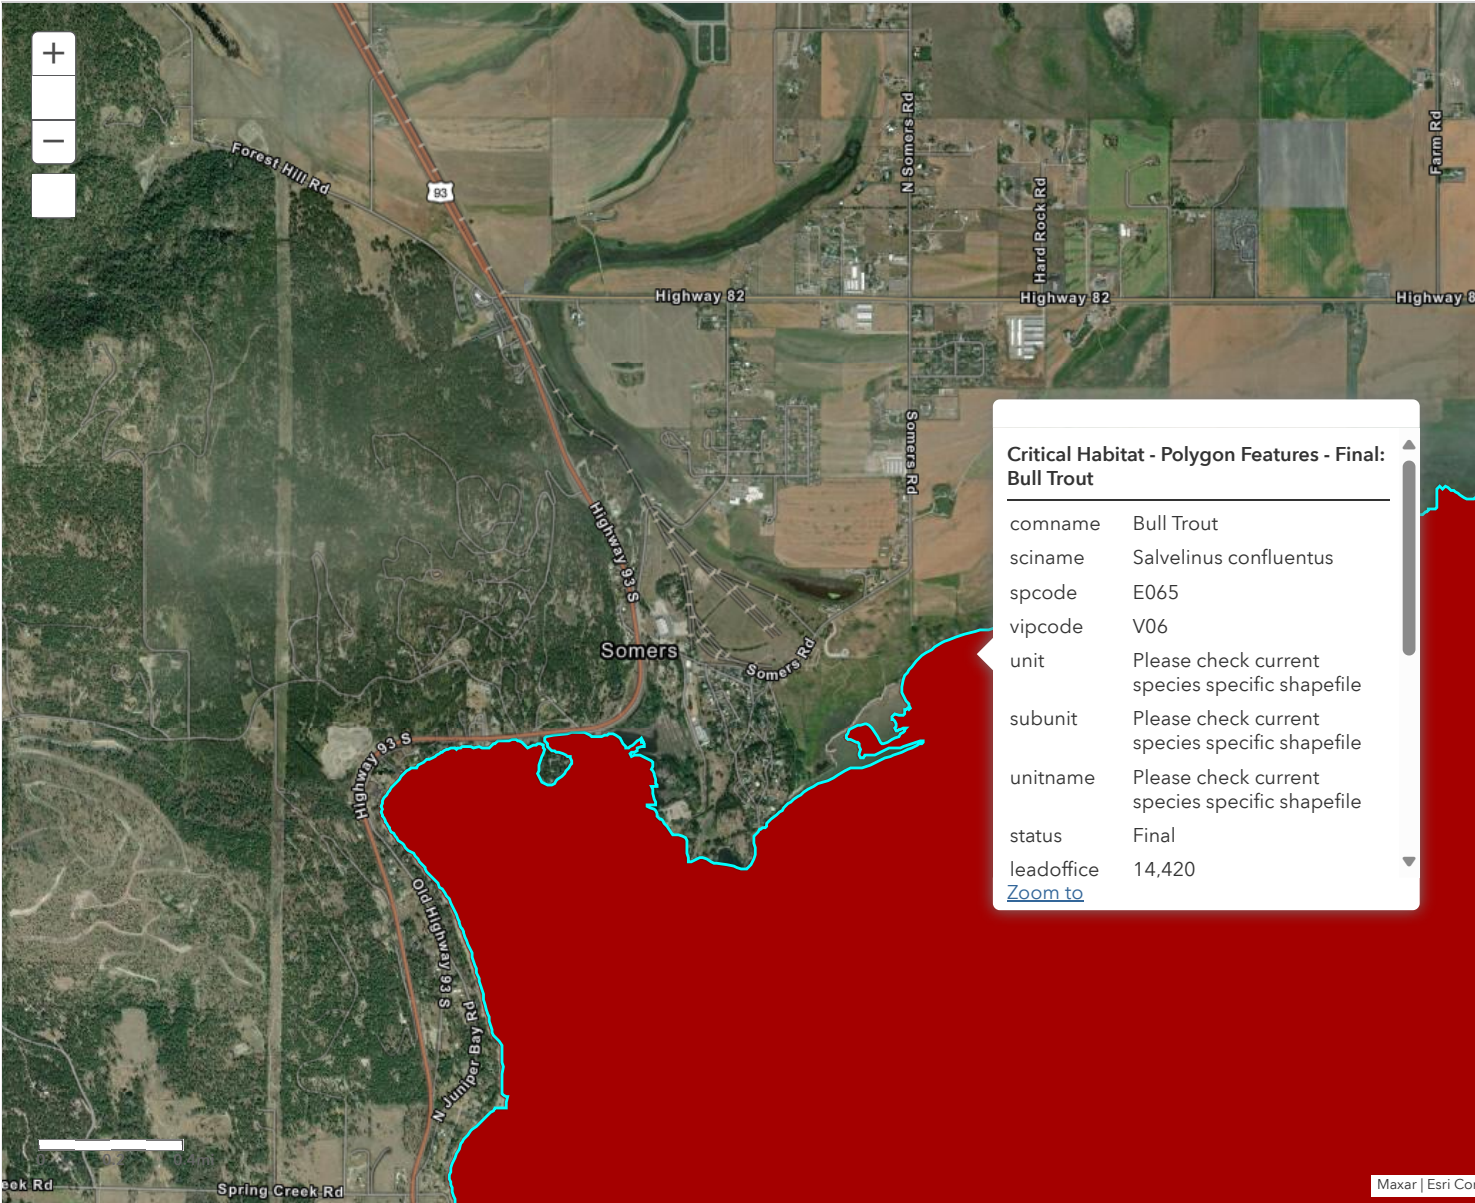 +
−
Forest Hill Rd
93
N Somers Rd
Farm Rd
Hard Rock Rd
Highway 82
Highway 82
Highway 8
Somers Rd
Highway 93 S
Somers
Somers Rd
Highway 93 S
Old Highway 93 S
N Juniper Bay Rd
eek Rd
Spring Creek Rd
Critical Habitat - Polygon Features - Final:
Bull Trout
comname Bull Trout
sciname Salvelinus confluentus
spcode E065
vipcode V06
unit Please check current
species specific shapefile
subunit Please check current
species specific shapefile
unitname Please check current
species specific shapefile
status Final
leadoffice 14,420
Zoom to
Maxar | Esri Co